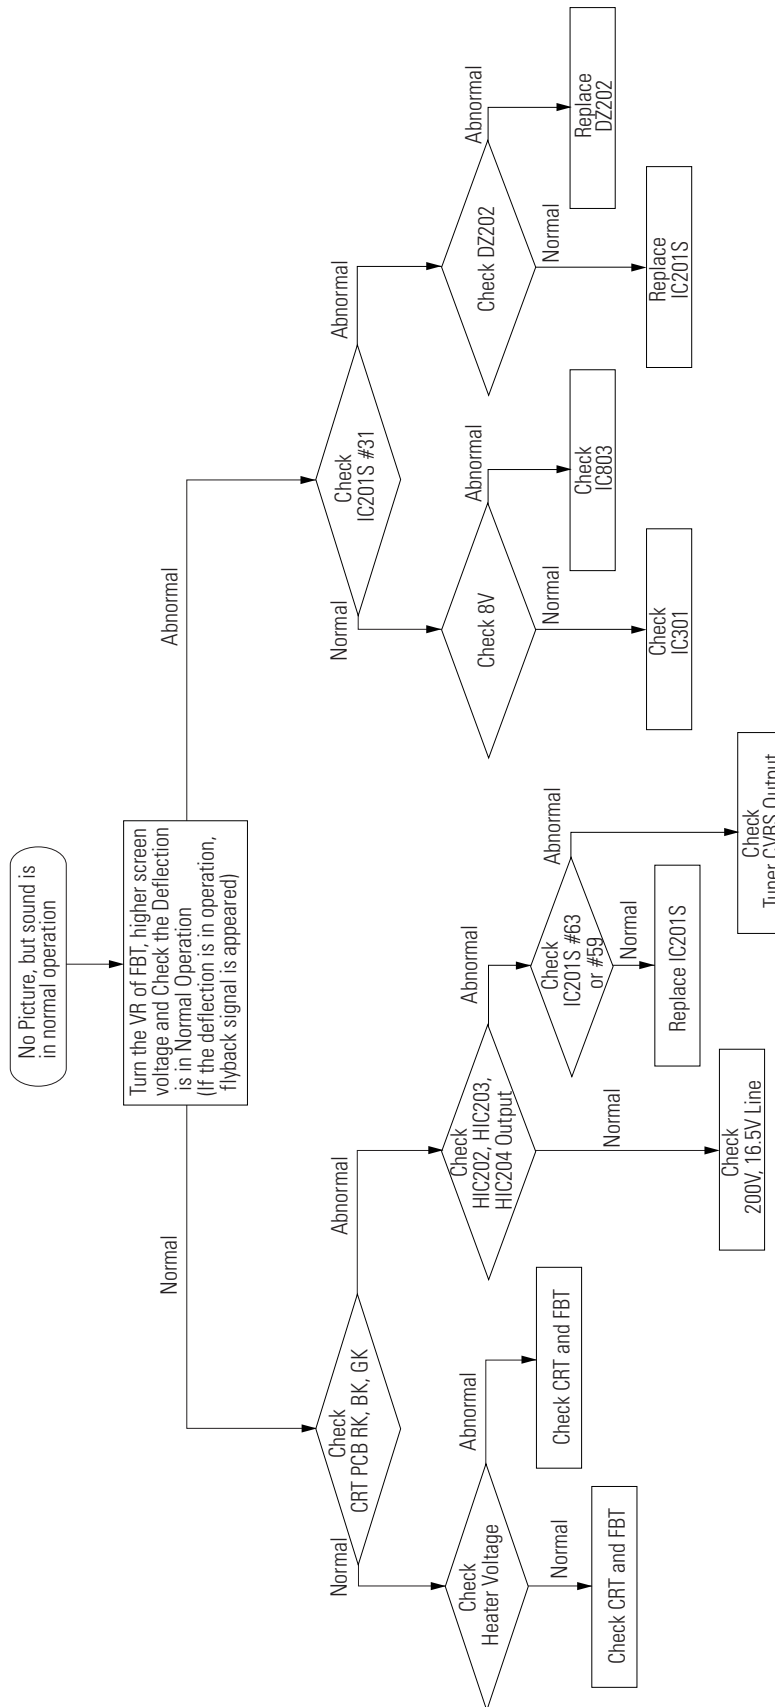 No Picture, but sound is
in normal operation
Turn the VR of FBT, higher screen
voltage and Check the Deflection
is in Normal Operation
(If the deflection is in operation,
flyback signal is appeared)
Normal
Abnormal
Check
CRT PCB RK, BK, GK
Normal
Abnormal
Check
IC201S #31
Normal
Abnormal
Check
Heater Voltage
Normal
Abnormal
Check CRT and FBT
Check CRT and FBT
Check
HIC202, HIC203,
HIC204 Output
Normal
Abnormal
Check
200V, 16.5V Line
Check
IC201S #63
or #59
Normal
Abnormal
Replace IC201S
Check
Tuner CVBS Output
Check 8V
Normal
Abnormal
Check
IC301
Check
IC803
Check DZ202
Normal
Abnormal
Replace
IC201S
Replace
DZ202